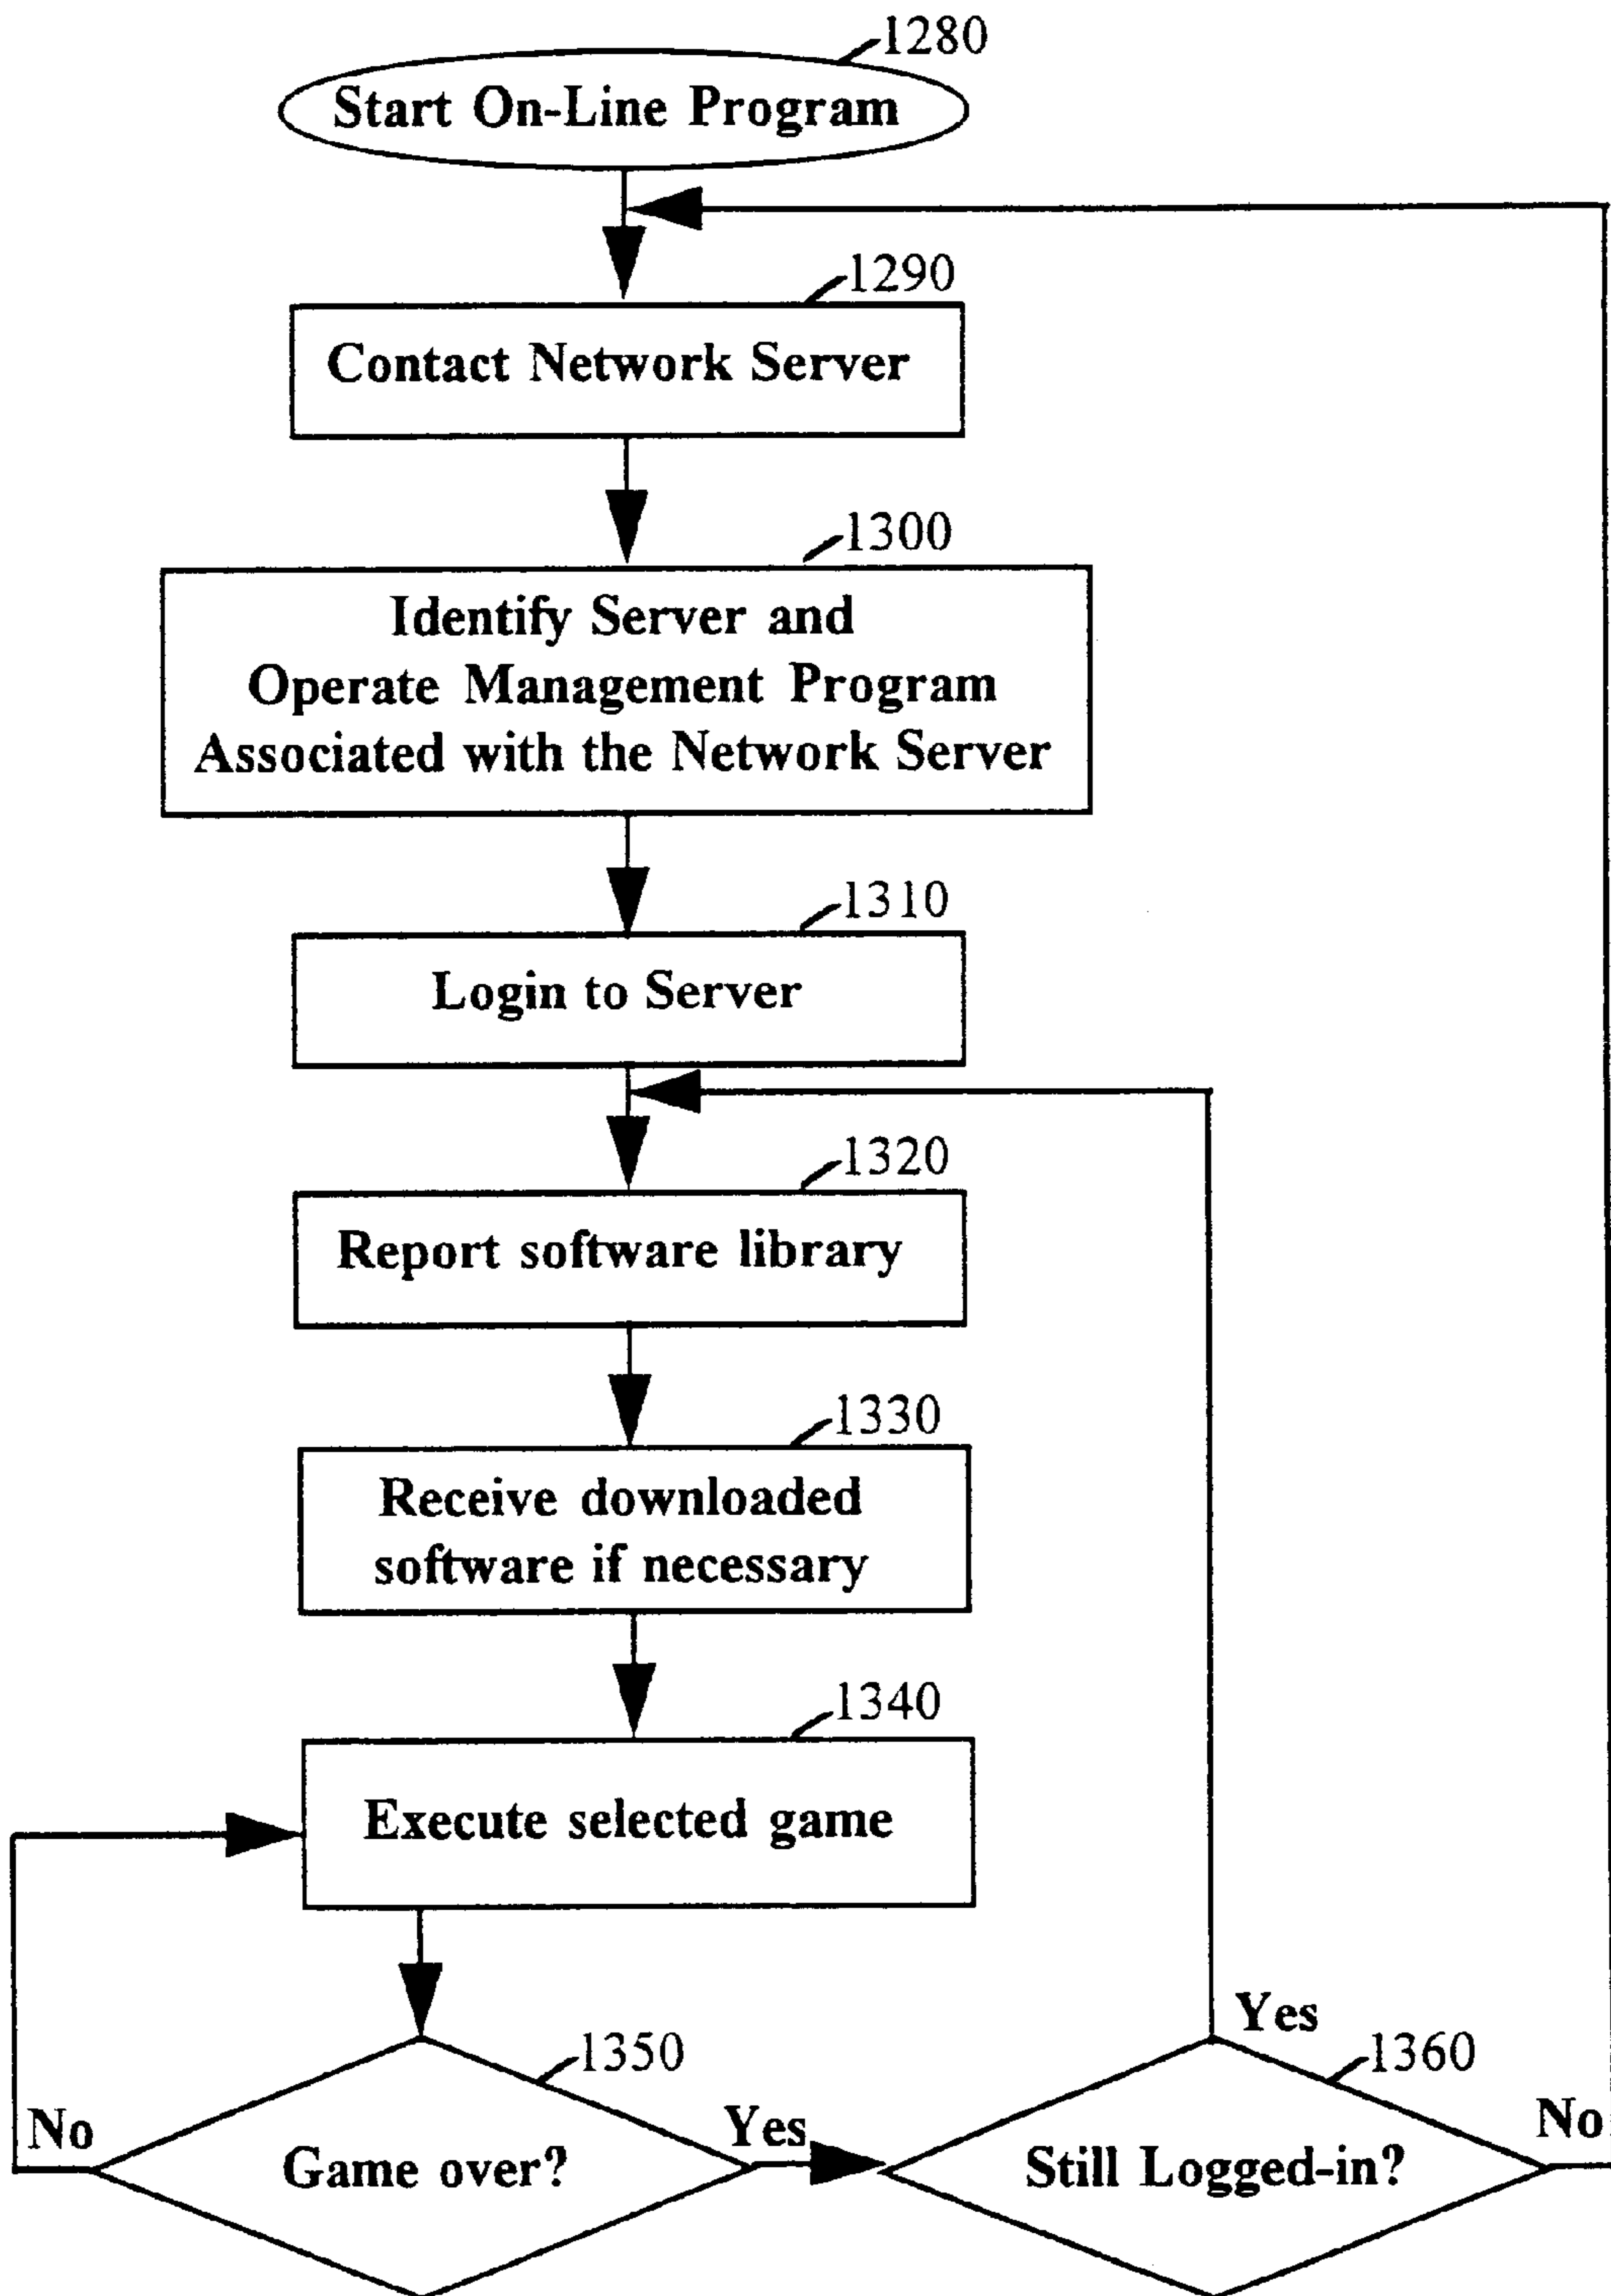 1280
Start On-Line Program
1290
Contact Network Server
1300
Identify Server and
Operate Management Program
Associated with the Network Server
1310
Login to Server
1320
Report software library
1330
Receive downloaded
software if necessary
1340
Execute selected game
1350
Game over?
No
Yes
1360
Still Logged-in?
Yes
No